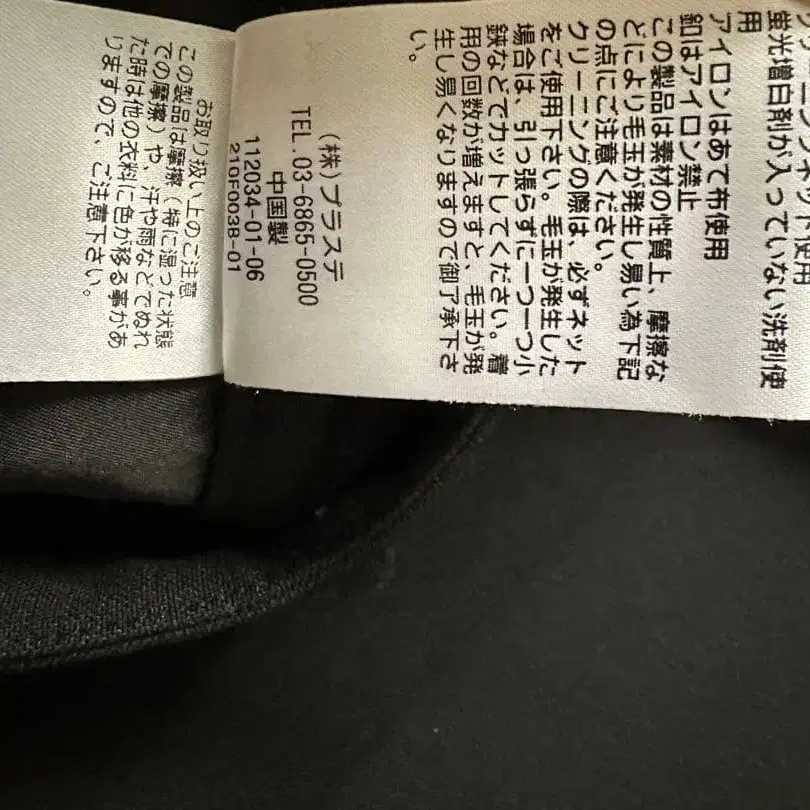 クリーニングネット使用
蛍光増白剤が入っていない洗剤使
用
アイロンはあて布使用
釦はアイロン禁止
この製品は素材の性質上、摩擦な
どにより毛玉が発生し易い為下記
の点にご注意ください。
クリーニングの際は、必ずネット
をご使用下さい。毛玉が発生した
場合は、引っ張らずに一つ一つ小
鋏などでカットしてください。着
用の回数が増えますと、毛玉が発
生し易くなりますので御了承下さ
い。
(株)プラステ
TEL.03-6865-0500
中国製
112034-01-06
210F003B-01
お取り扱い上のご注意
この製品は摩擦(特に湿った状態
での摩擦)や、汗や雨などでぬれ
た時は他の衣料に色が移る事があ
りますので、ご注意下さい。